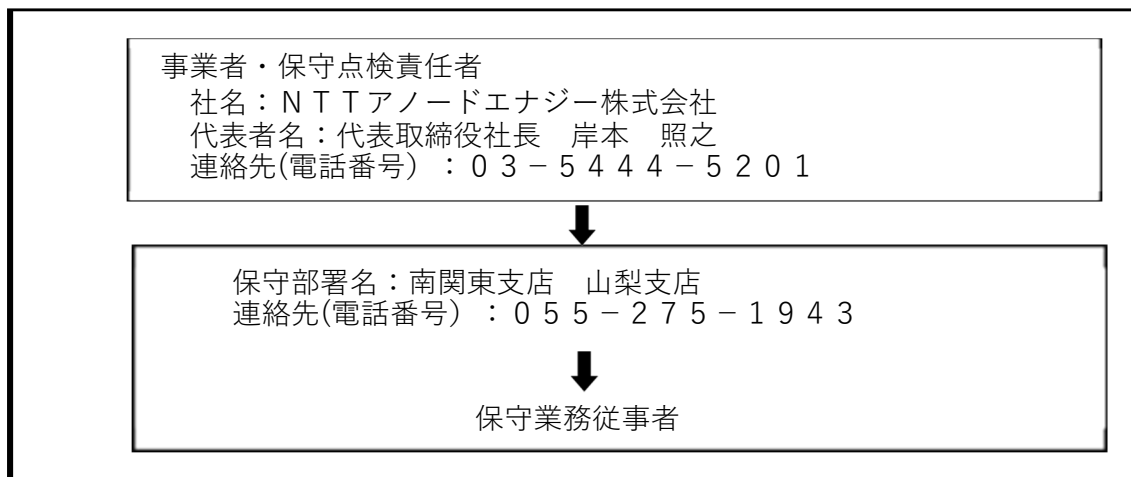 事業者・保守点検責任者
社名：ＮＴＴアノードエナジー株式会社
代表者名：代表取締役社長　岸本　照之
連絡先(電話番号）：０３－５４４４－５２０１
保守部署名：南関東支店　山梨支店
連絡先(電話番号）：０５５－２７５－１９４３
保守業務従事者